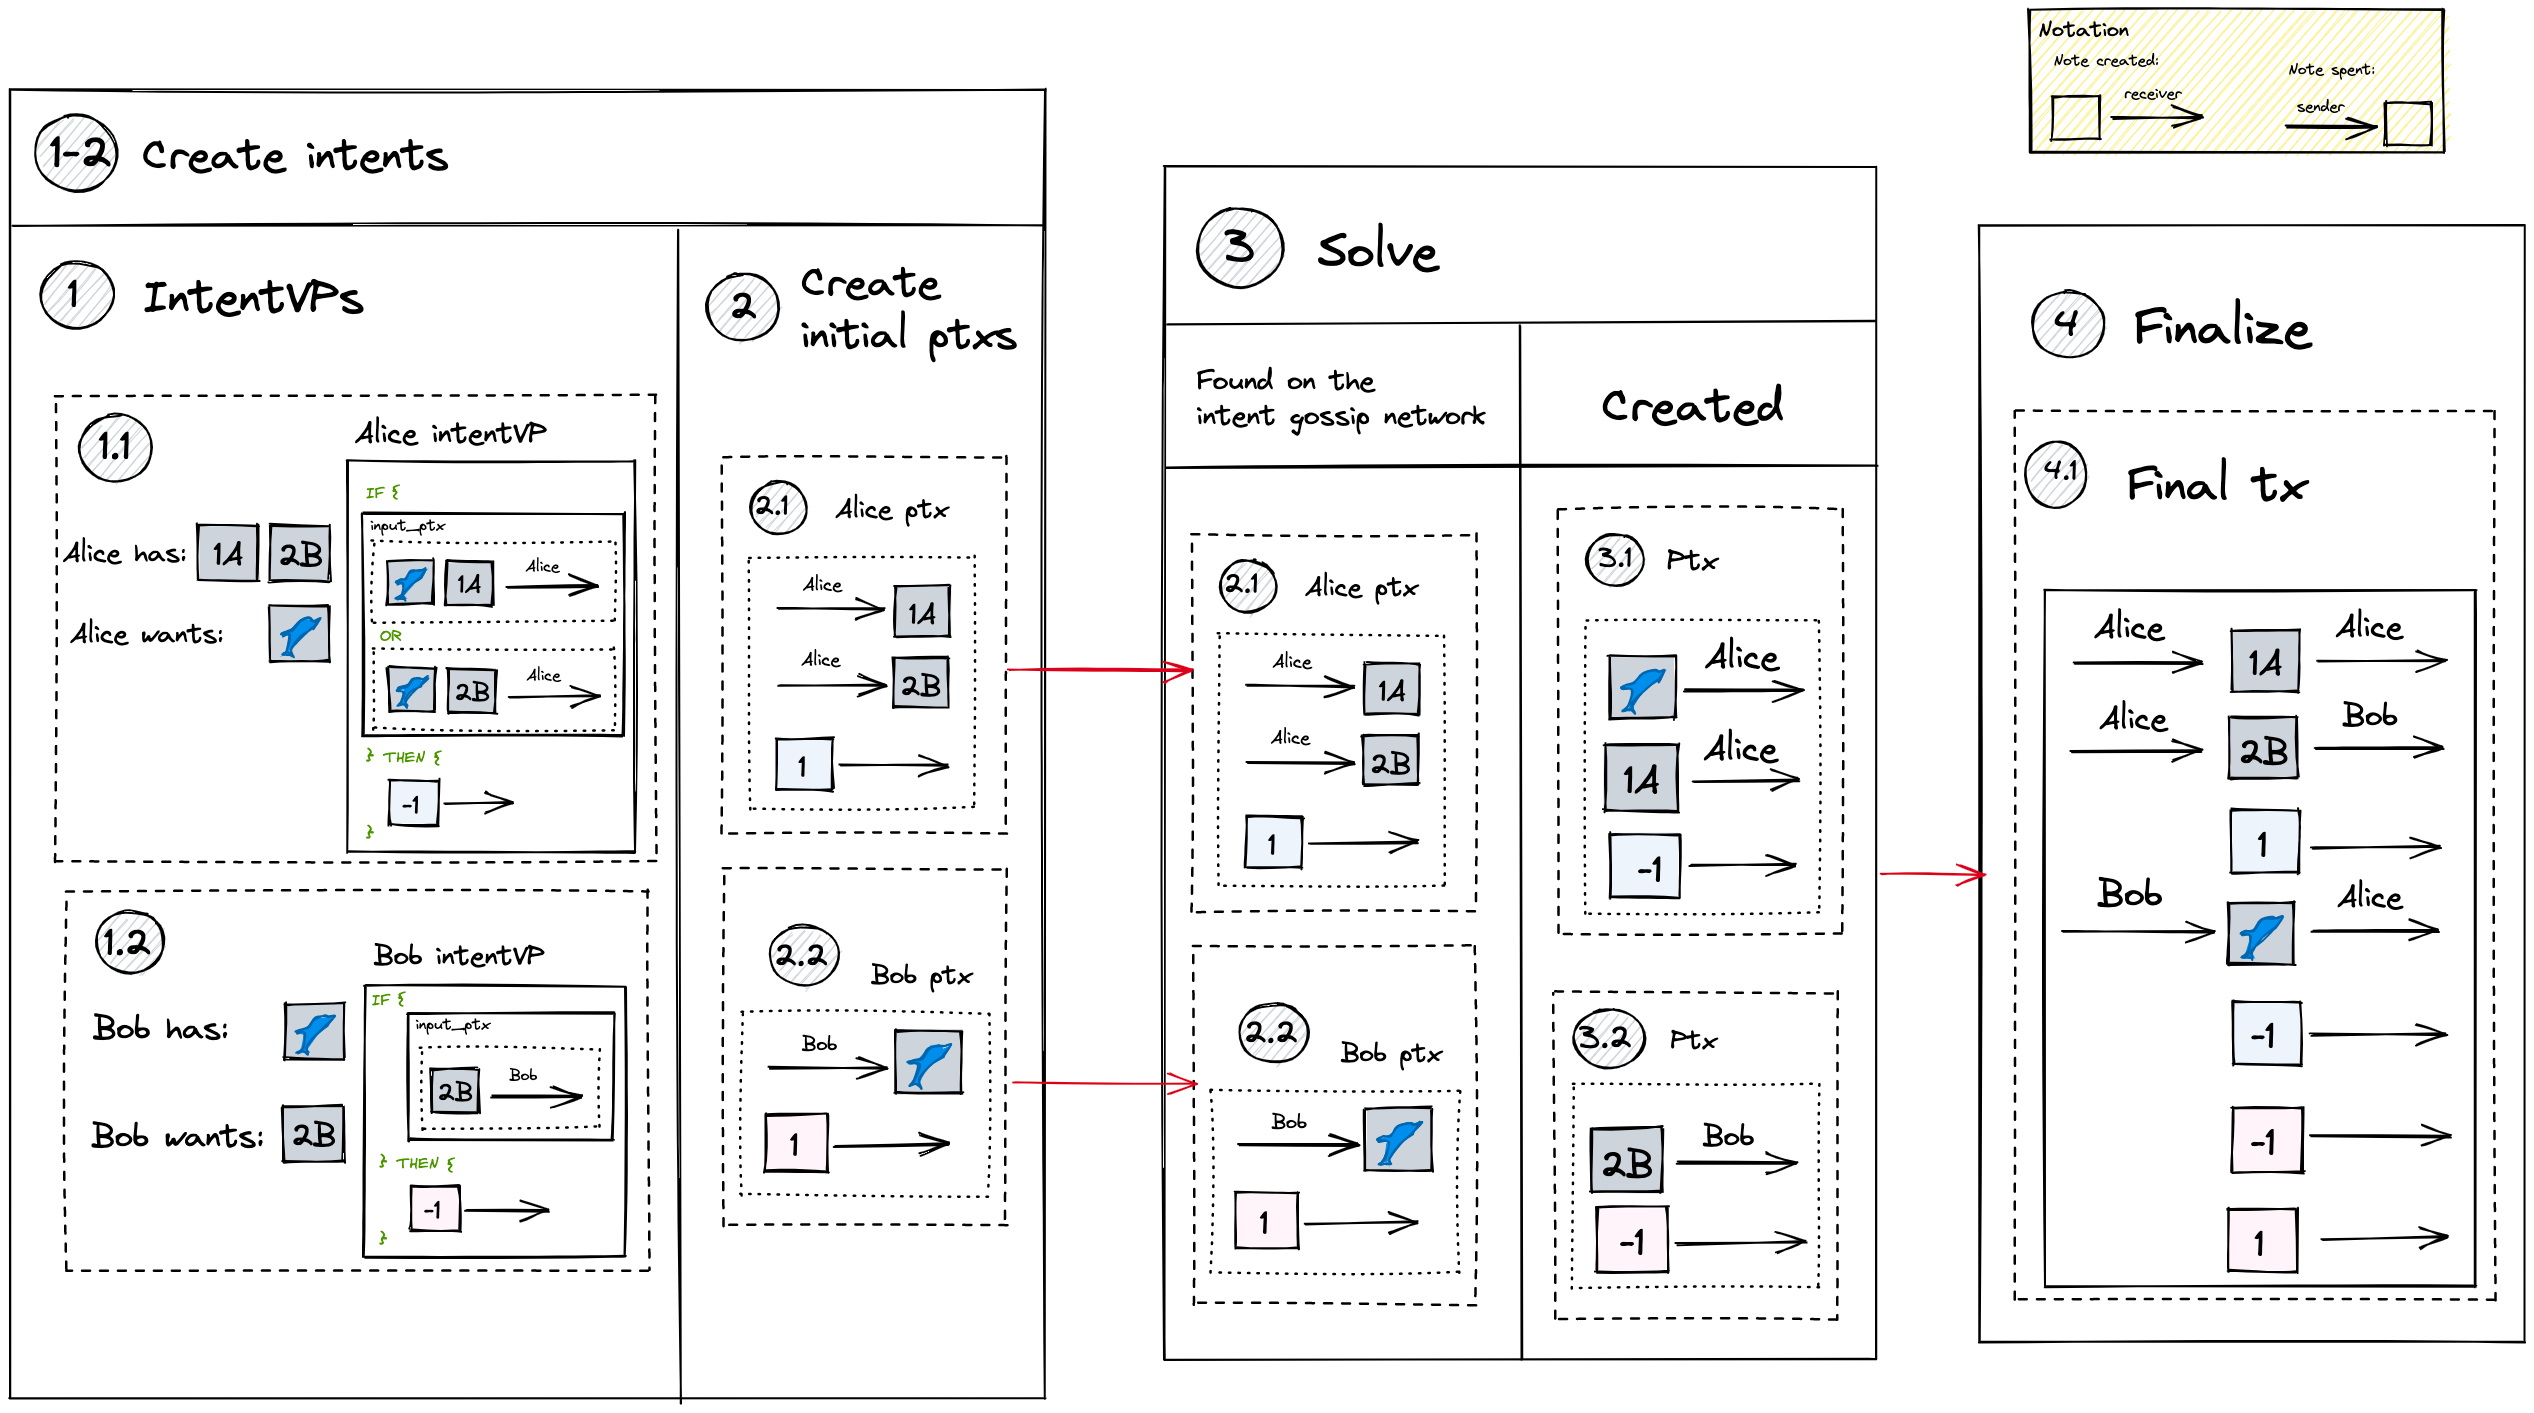 Notation
Note created:
Note spent:
receiver
sender
1-2
Create intents
1
IntentVPs
1.1
Alice intentVP
IF {
input_ptx
Alice has:
1A
2B
1A
Alice
OR
Alice wants:
2B
Alice
} THEN {
-1
}
1.2
Bob intentVP
IF {
input_ptx
Bob has:
2B
Bob
Bob wants:
2B
} THEN {
-1
}
2
Create
initial ptxs
2.1
Alice ptx
Alice
1A
Alice
2B
1
2.2
Bob ptx
Bob
1
3
Solve
Found on the
intent gossip network
2.1
Alice ptx
Alice
1A
Alice
2B
1
2.2
Bob ptx
Bob
1
Created
3.1
Ptx
Alice
Alice
1A
-1
3.2
Ptx
2B
Bob
-1
4
Finalize
4.1
Final tx
Alice
1A
Alice
Alice
2B
Bob
1
Bob
Alice
-1
-1
1